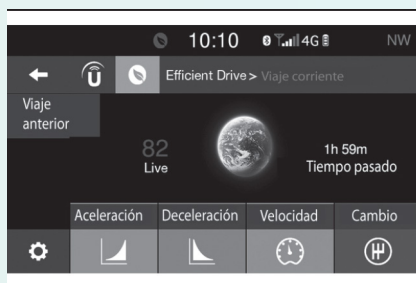 10:10 4G NW
Efficient Drive > Viaje corriente
Viaje
anterior
82
Live
1h 59m
Tiempo pasado
Aceleración Deceleración Velocidad Cambio